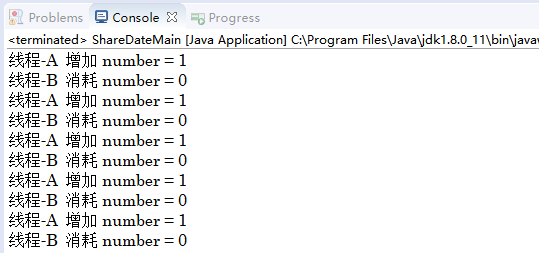 Problems Console Progress
<terminated> ShareDateMain [Java Application] C:\Program Files\Java\jdk1.8.0_11\bin\javaw
线程-A 增加 number = 1
线程-B 消耗 number = 0
线程-A 增加 number = 1
线程-B 消耗 number = 0
线程-A 增加 number = 1
线程-B 消耗 number = 0
线程-A 增加 number = 1
线程-B 消耗 number = 0
线程-A 增加 number = 1
线程-B 消耗 number = 0